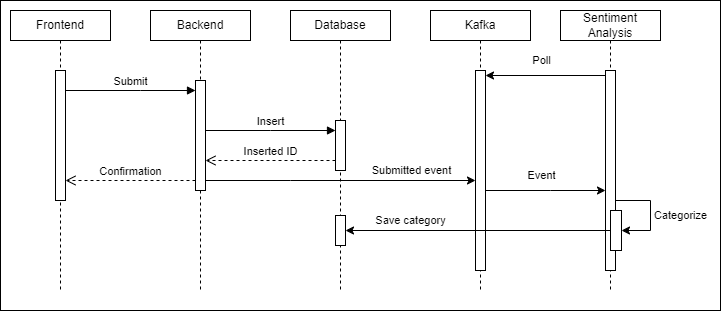 Frontend
Backend
Database
Kafka
Sentiment
Analysis
Poll
Submit
Insert
Inserted ID
Confirmation
Submitted event
Event
Categorize
Save category